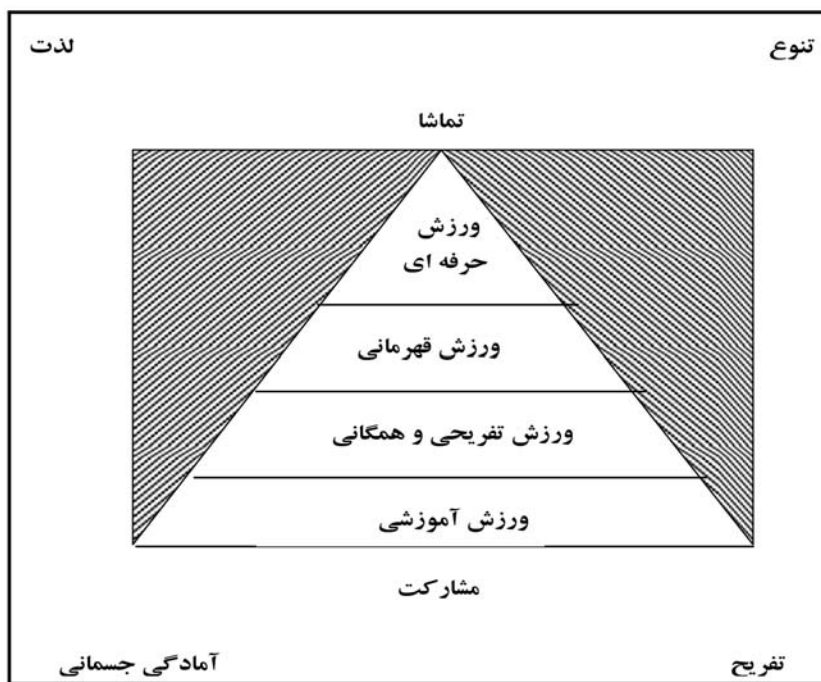 تنوع
لذت
تماشا
ورزش
حرفه ای
ورزش قهرمانی
ورزش تفریحی و همگانی
ورزش آموزشی
مشارکت
تفریح
آمادگی جسمانی